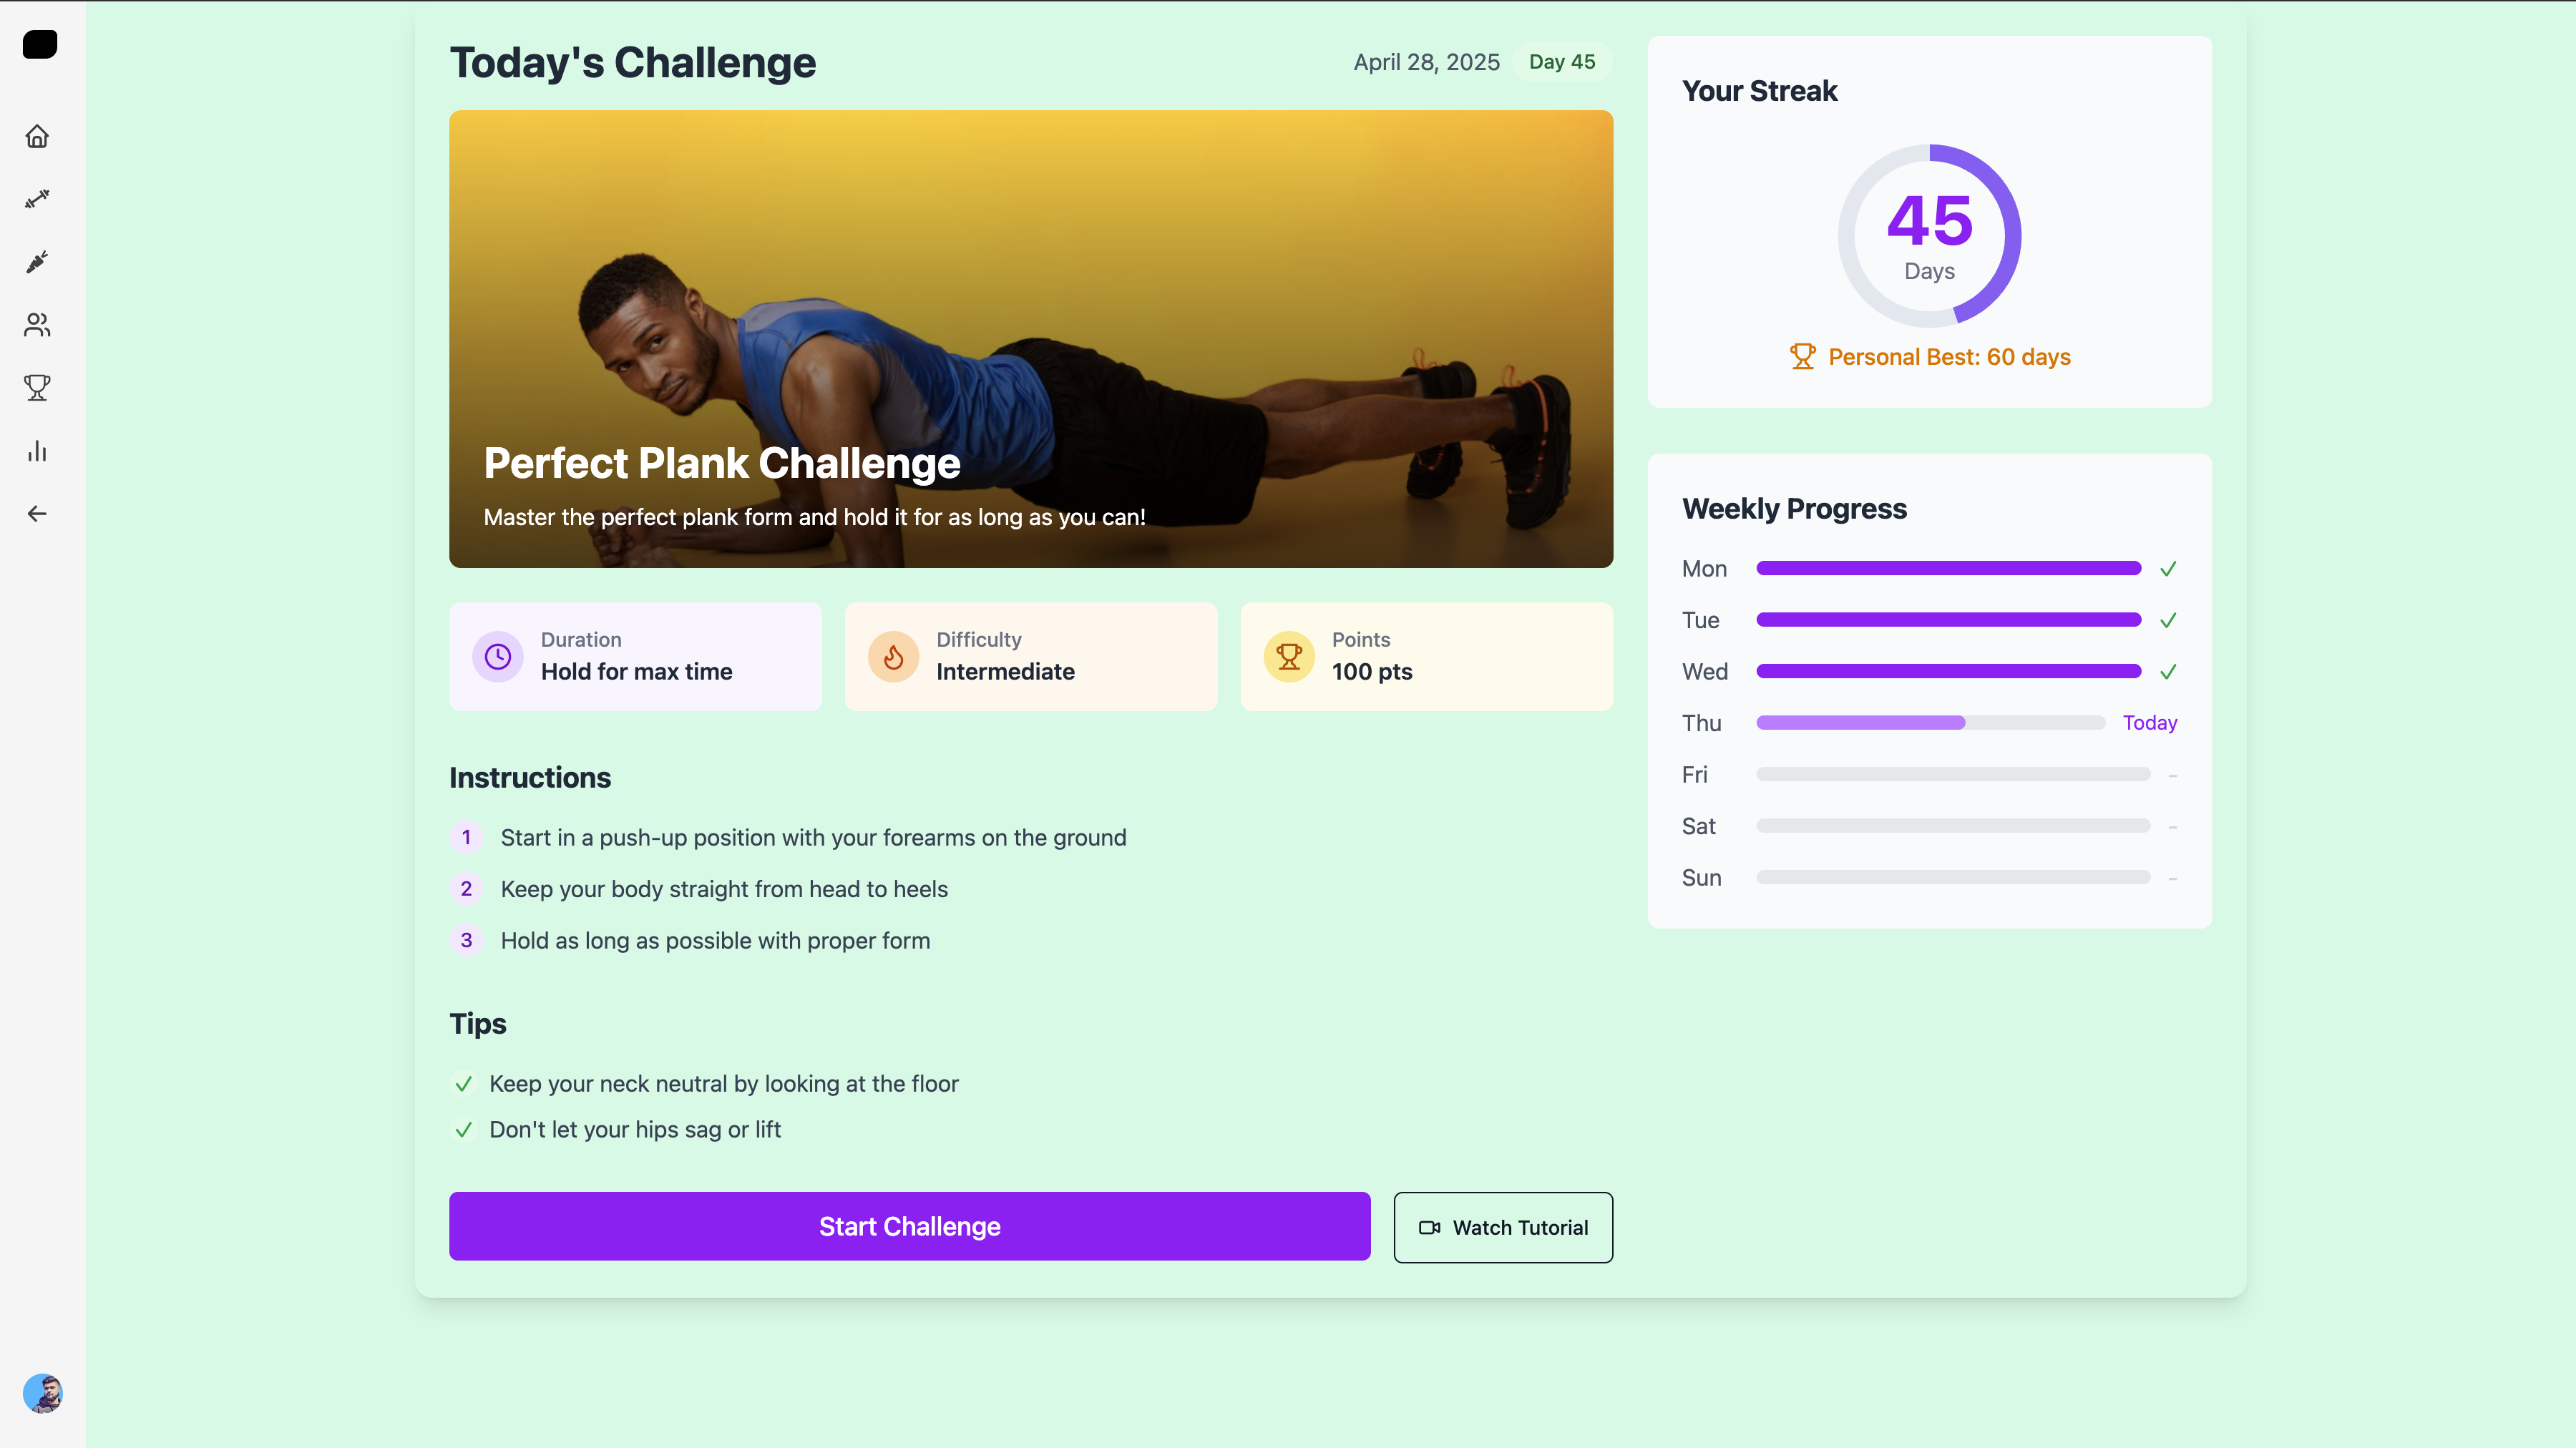 Today's Challenge
April 28, 2025
Day 45
Perfect Plank Challenge
Master the perfect plank form and hold it for as long as you can!
Duration
Hold for max time
Difficulty
Intermediate
Points
100 pts
Instructions
1 Start in a push-up position with your forearms on the ground
2 Keep your body straight from head to heels
3 Hold as long as possible with proper form
Tips
Keep your neck neutral by looking at the floor
Don't let your hips sag or lift
Start Challenge
Watch Tutorial
Your Streak
45
Days
Personal Best: 60 days
Weekly Progress
Mon
Tue
Wed
Thu Today
Fri -
Sat -
Sun -